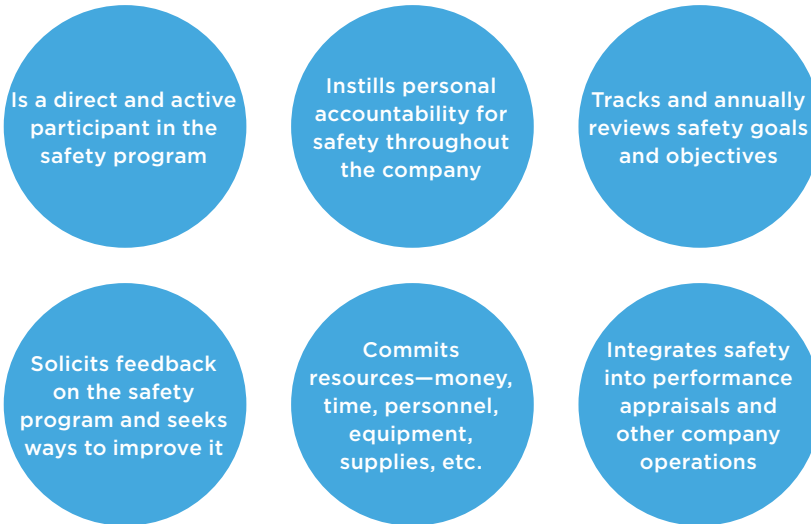 Is a direct and active
participant in the
safety program
Instills personal
accountability for
safety throughout
the company
Tracks and annually
reviews safety goals
and objectives
Solicits feedback
on the safety
program and seeks
ways to improve it
Commits
resources—money,
time, personnel,
equipment,
supplies, etc.
Integrates safety
into performance
appraisals and
other company
operations